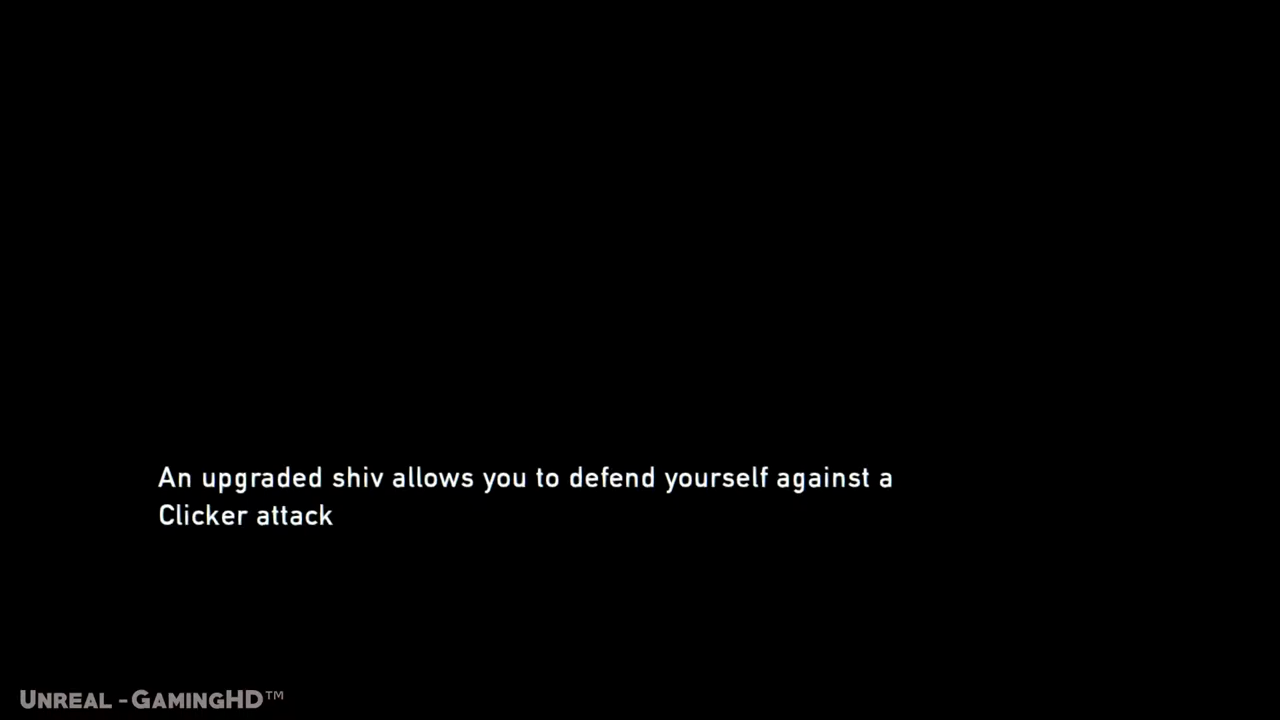 An upgraded shiv allows you to defend yourself against a
Clicker attack
Unreal - GamingHD™